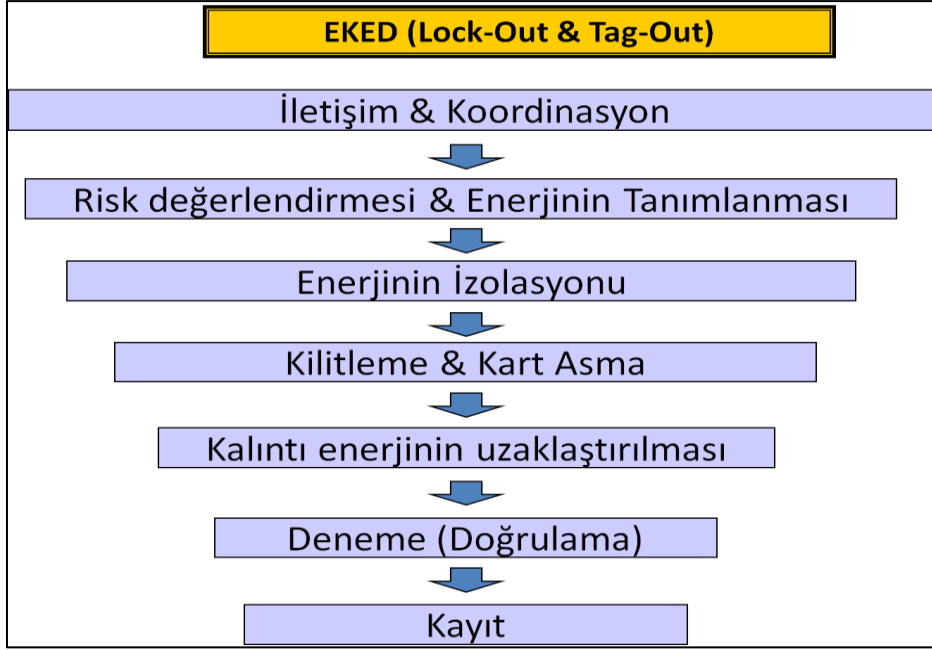 EKED (Lock-Out & Tag-Out)
İletişim & Koordinasyon
Risk değerlendirmesi & Enerjinin Tanımlanması
Enerjinin İzolasyonu
Kilitleme & Kart Asma
Kalıntı enerjinin uzaklaştırılması
Deneme (Doğrulama)
Kayıt